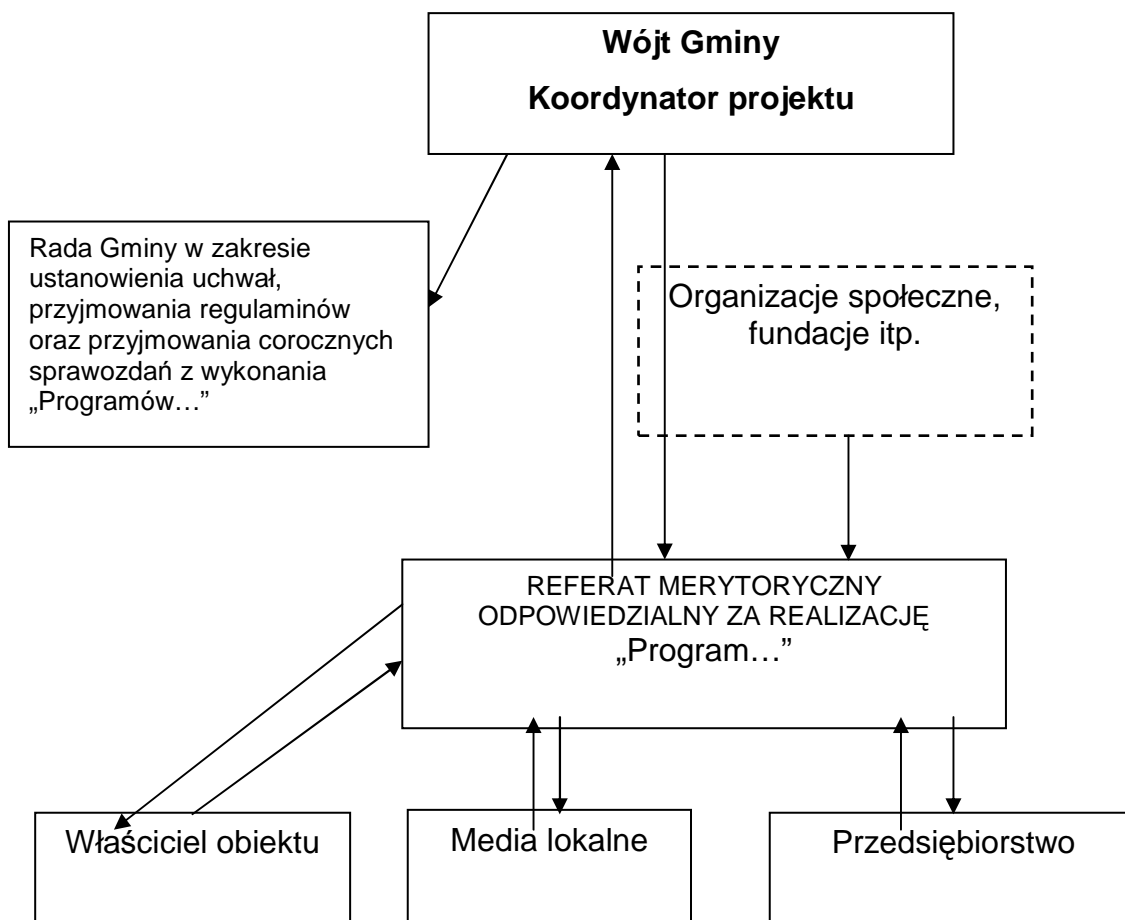 Wójt Gminy
Koordynator projektu
Rada Gminy w zakresie
ustanowienia uchwał,
przyjmowania regulaminów
oraz przyjmowania corocznych
sprawozdań z wykonania
„Programów…”
Organizacje społeczne,
fundacje itp.
REFERAT MERYTORYCZNY
ODPOWIEDZIALNY ZA REALIZACJĘ
„Program…”
Właściciel obiektu
Media lokalne
Przedsiębiorstwo